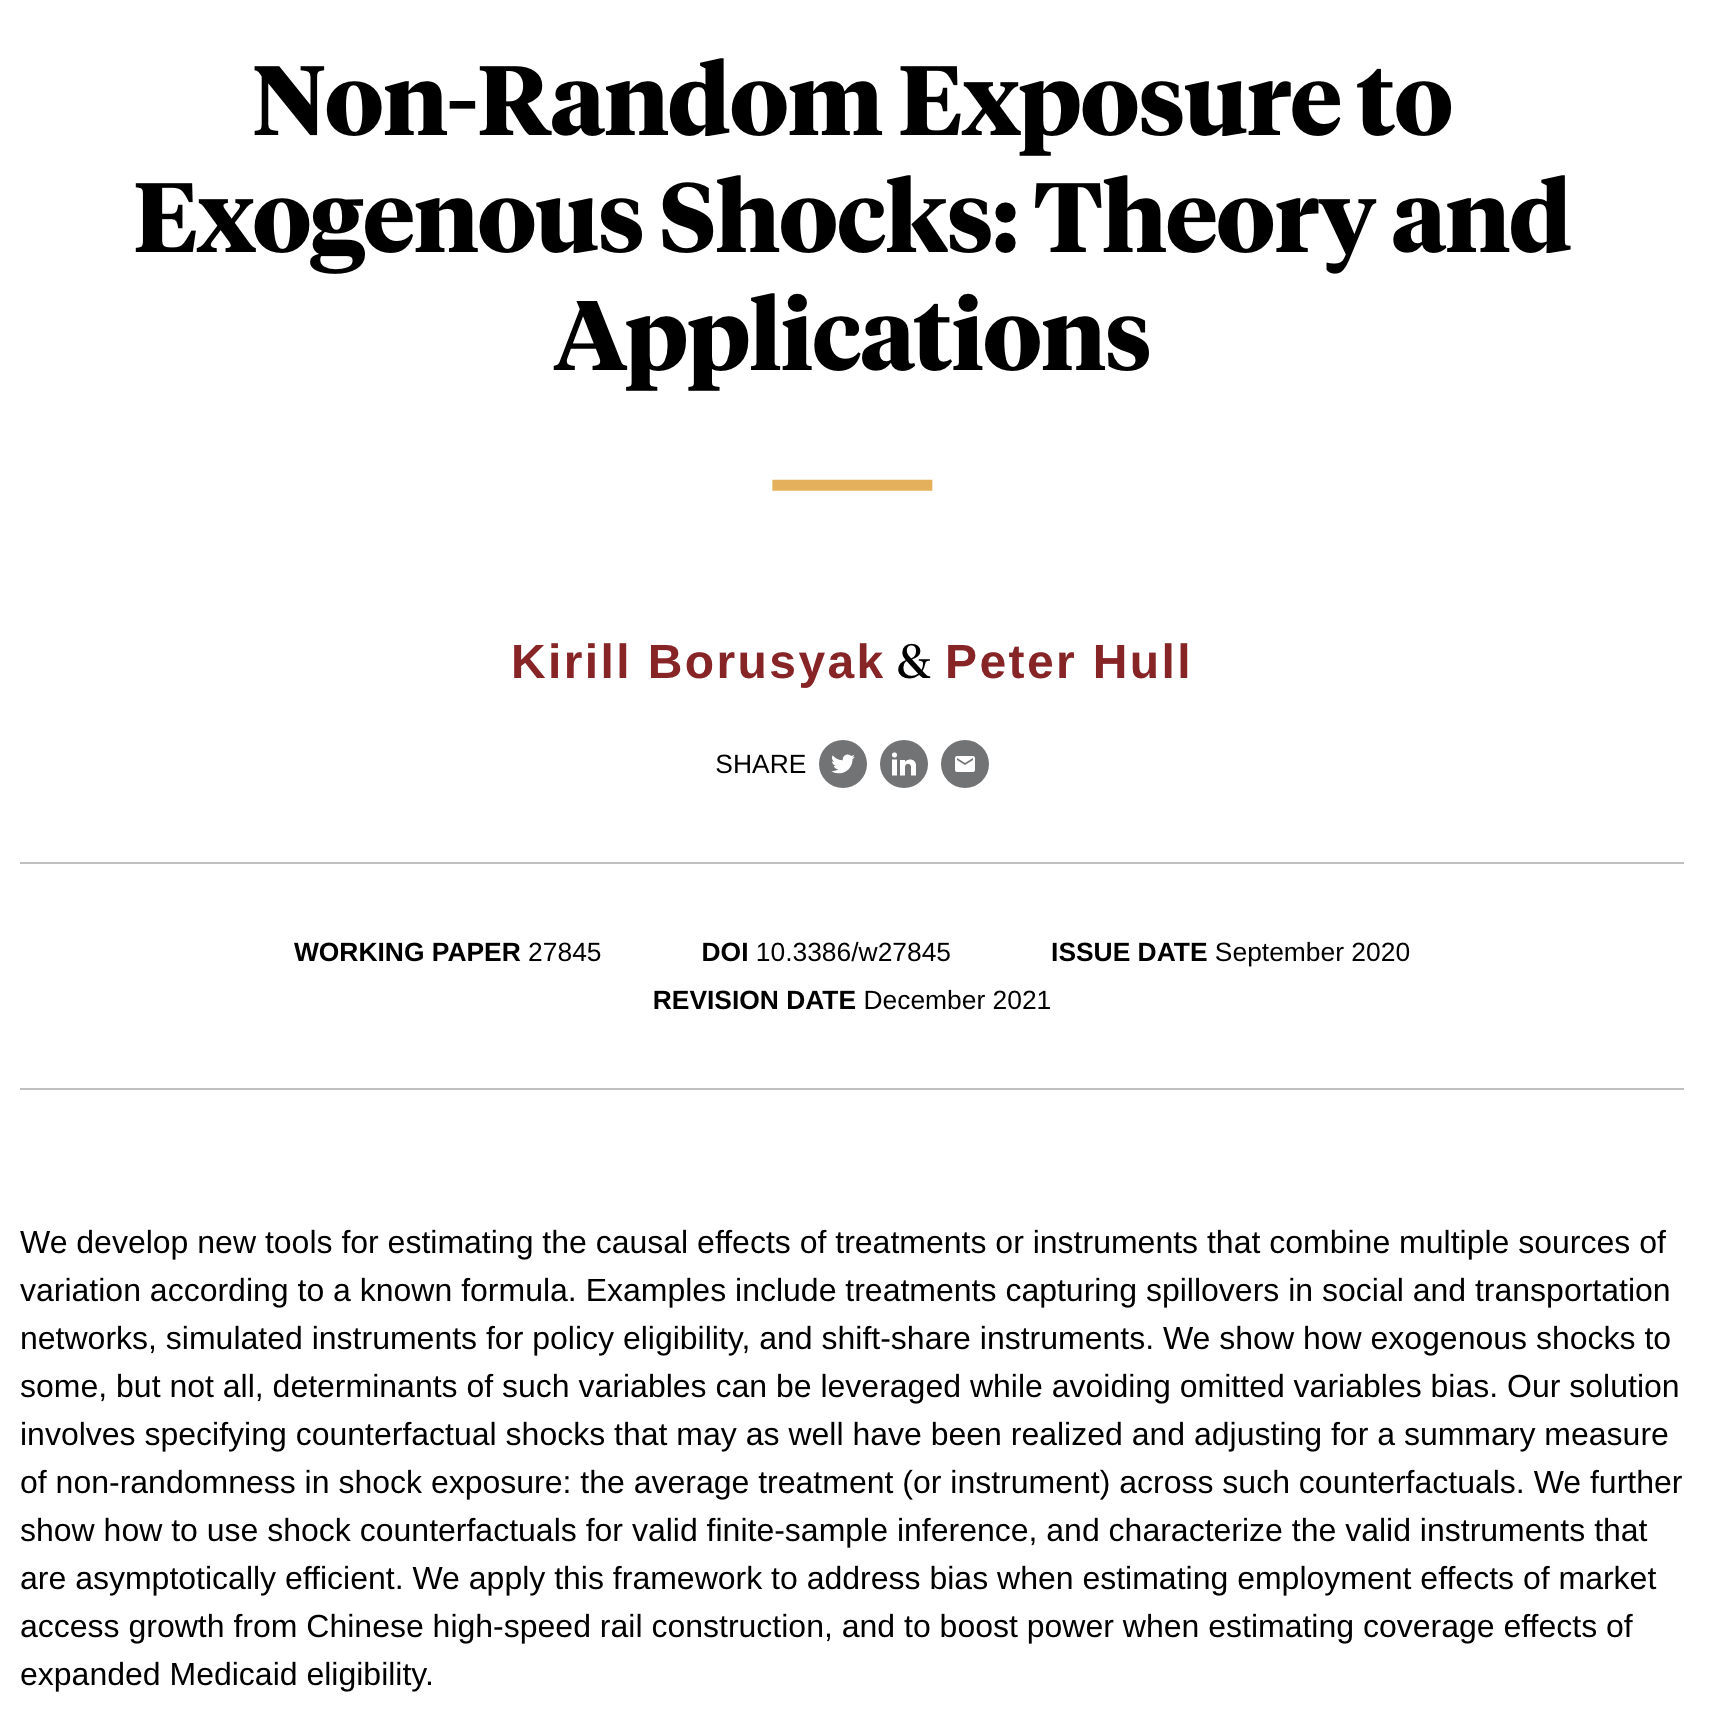 Non-Random Exposure to
Exogenous Shocks: Theory and
Applications
Kirill Borusyak & Peter Hull
SHARE
WORKING PAPER 27845 DOI 10.3386/w27845 ISSUE DATE September 2020
REVISION DATE December 2021
We develop new tools for estimating the causal effects of treatments or instruments that combine multiple sources of
variation according to a known formula. Examples include treatments capturing spillovers in social and transportation
networks, simulated instruments for policy eligibility, and shift-share instruments. We show how exogenous shocks to
some, but not all, determinants of such variables can be leveraged while avoiding omitted variables bias. Our solution
involves specifying counterfactual shocks that may as well have been realized and adjusting for a summary measure
of non-randomness in shock exposure: the average treatment (or instrument) across such counterfactuals. We further
show how to use shock counterfactuals for valid finite-sample inference, and characterize the valid instruments that
are asymptotically efficient. We apply this framework to address bias when estimating employment effects of market
access growth from Chinese high-speed rail construction, and to boost power when estimating coverage effects of
expanded Medicaid eligibility.